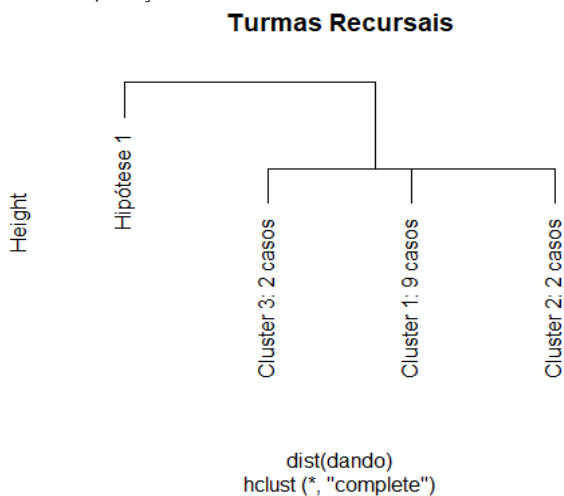 Turmas Recursais
Height
Hipótese 1
Cluster 3: 2 casos
Cluster 1: 9 casos
Cluster 2: 2 casos
dist(dando)
hclust (*, "complete")